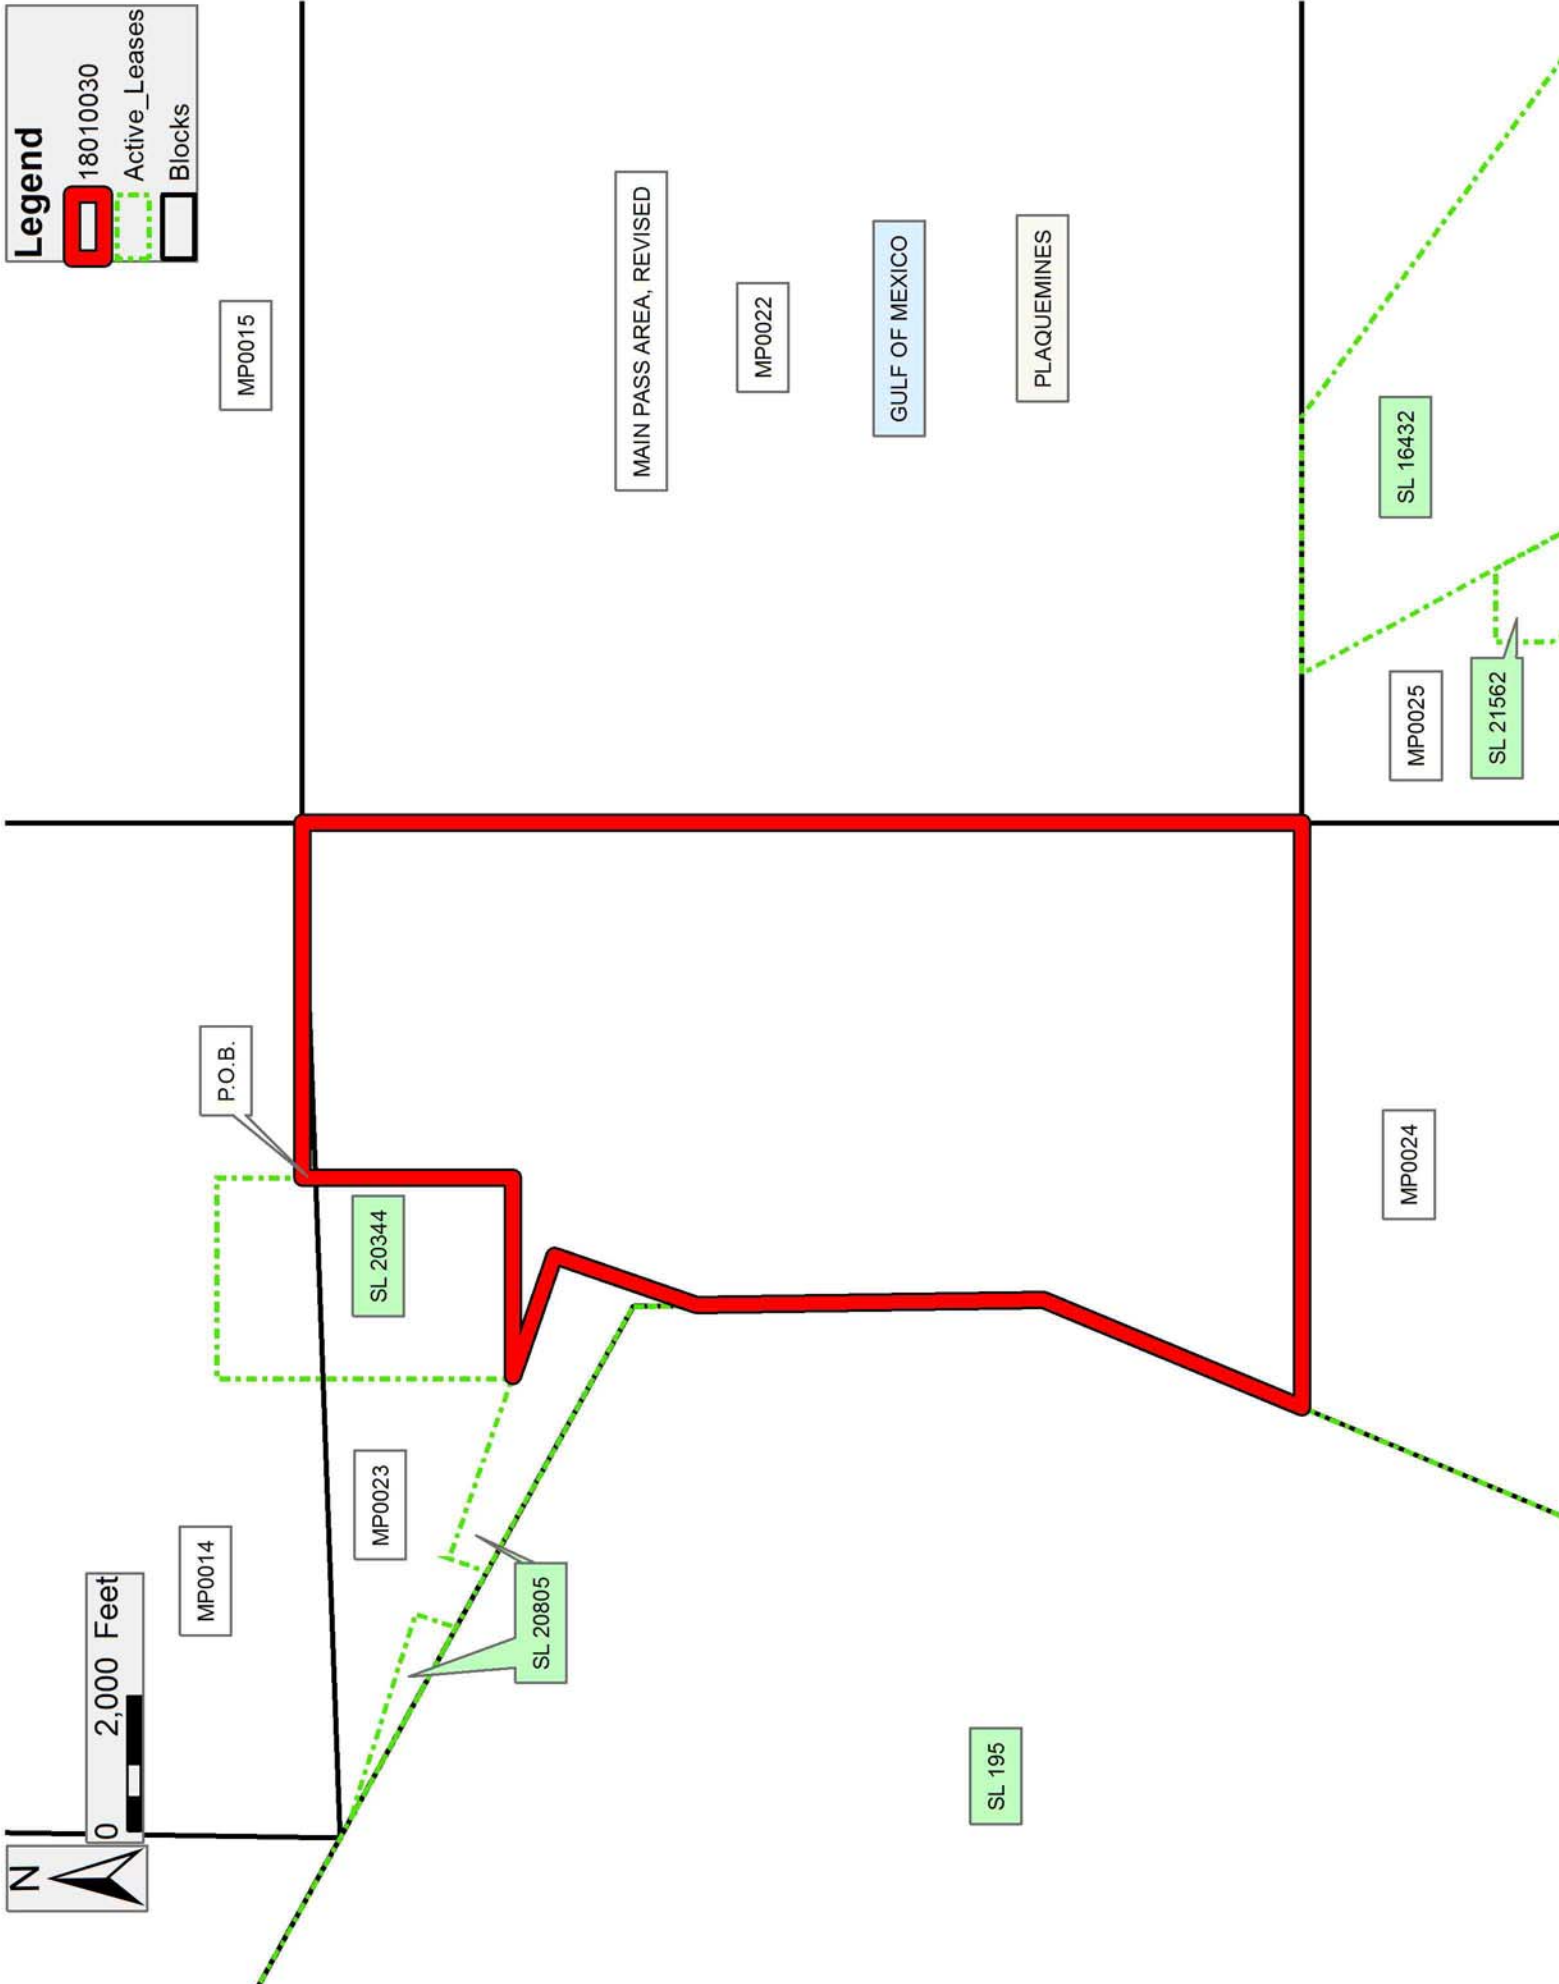 N
0 2,000 Feet
Legend
18010030
Active_Leases
Blocks
MP0014
P.O.B.
MP0015
MP0023
SL 20344
SL 20805
MAIN PASS AREA, REVISED
MP0022
GULF OF MEXICO
PLAQUEMINES
SL 195
MP0024
MP0025
SL 16432
SL 21562